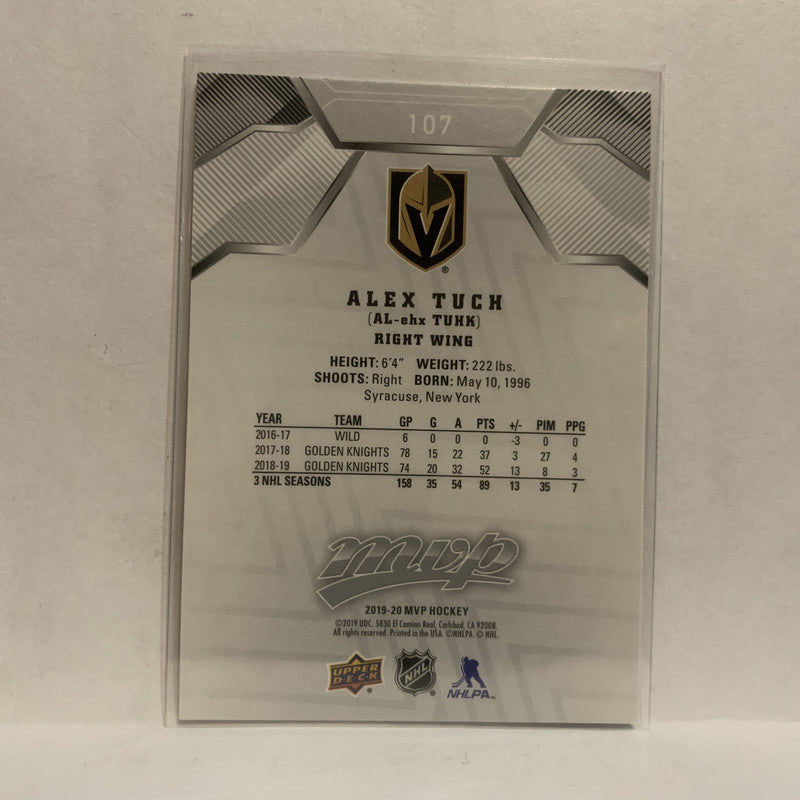 107
®
ALEX TUCH
(AL-ehx TUHK)
RIGHT WING
HEIGHT: 6'4" WEIGHT: 222 lbs.
SHOOTS: Right BORN: May 10, 1996
Syracuse, New York
YEAR TEAM GP G A PTS +/- PIM PPG
2016-17 WILD 6 0 0 0 -3 0 0
2017-18 GOLDEN KNIGHTS 78 15 22 37 3 27 4
2018-19 GOLDEN KNIGHTS 74 20 32 52 13 8 3
3 NHL SEASONS 158 35 54 89 13 35 7
mvp
2019-20 MVP HOCKEY
©2019 UDC. 5830 El Camino Real, Carlsbad, CA 92008.
All rights reserved. Printed in the USA. ©NHLPA. © NHL.
UPPER DECK ® NHL ® NHLPA™